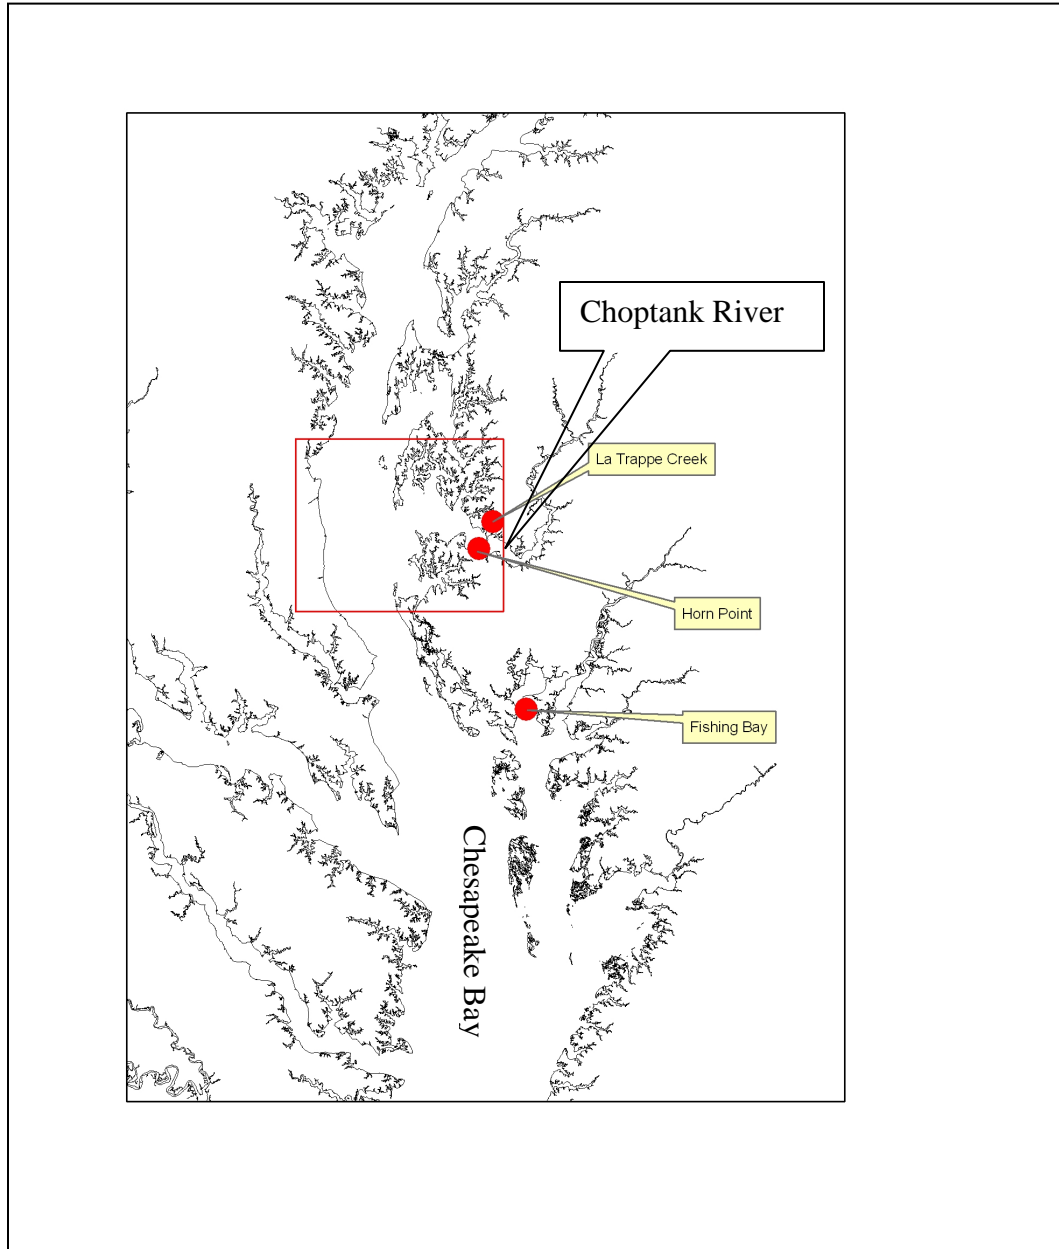 Choptank River
La Trappe Creek
Horn Point
Fishing Bay
Chesapeake Bay